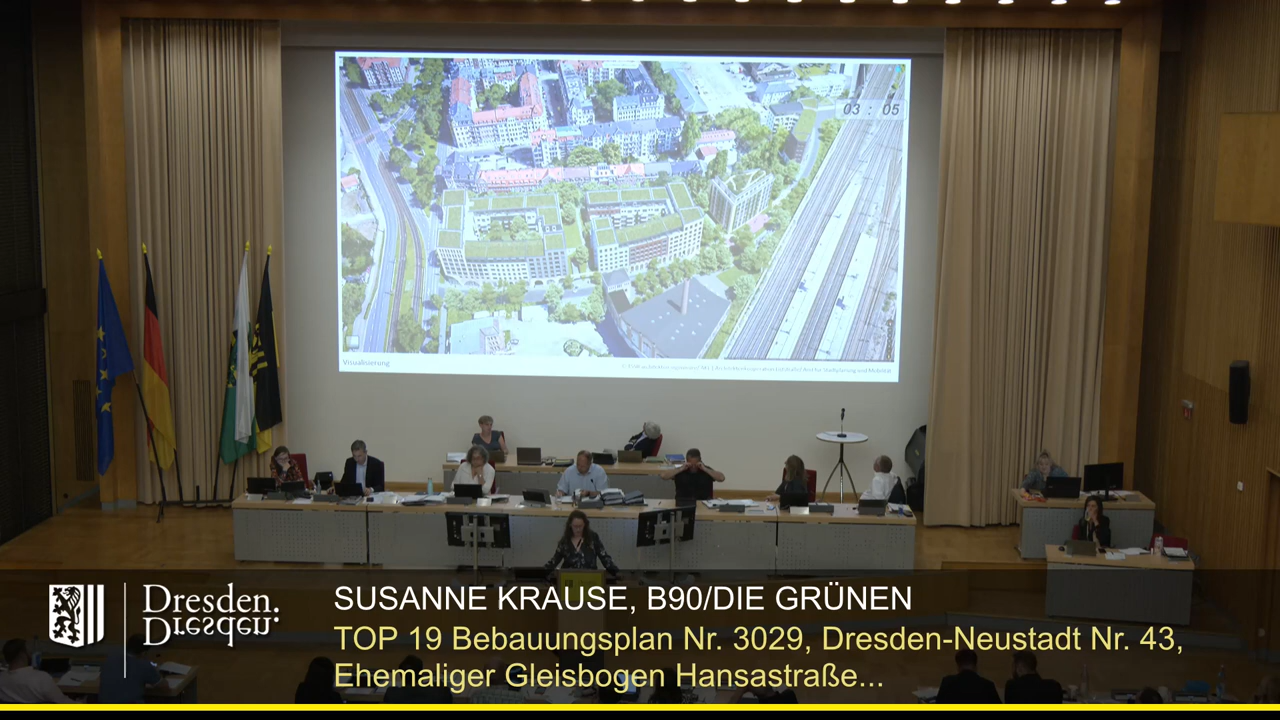 03 : 05
Visualisierung
Dresden.
Dresden.
SUSANNE KRAUSE, B90/DIE GRÜNEN
TOP 19 Bebauungsplan Nr. 3029, Dresden-Neustadt Nr. 43,
Ehemaliger Gleisbogen Hansastraße...